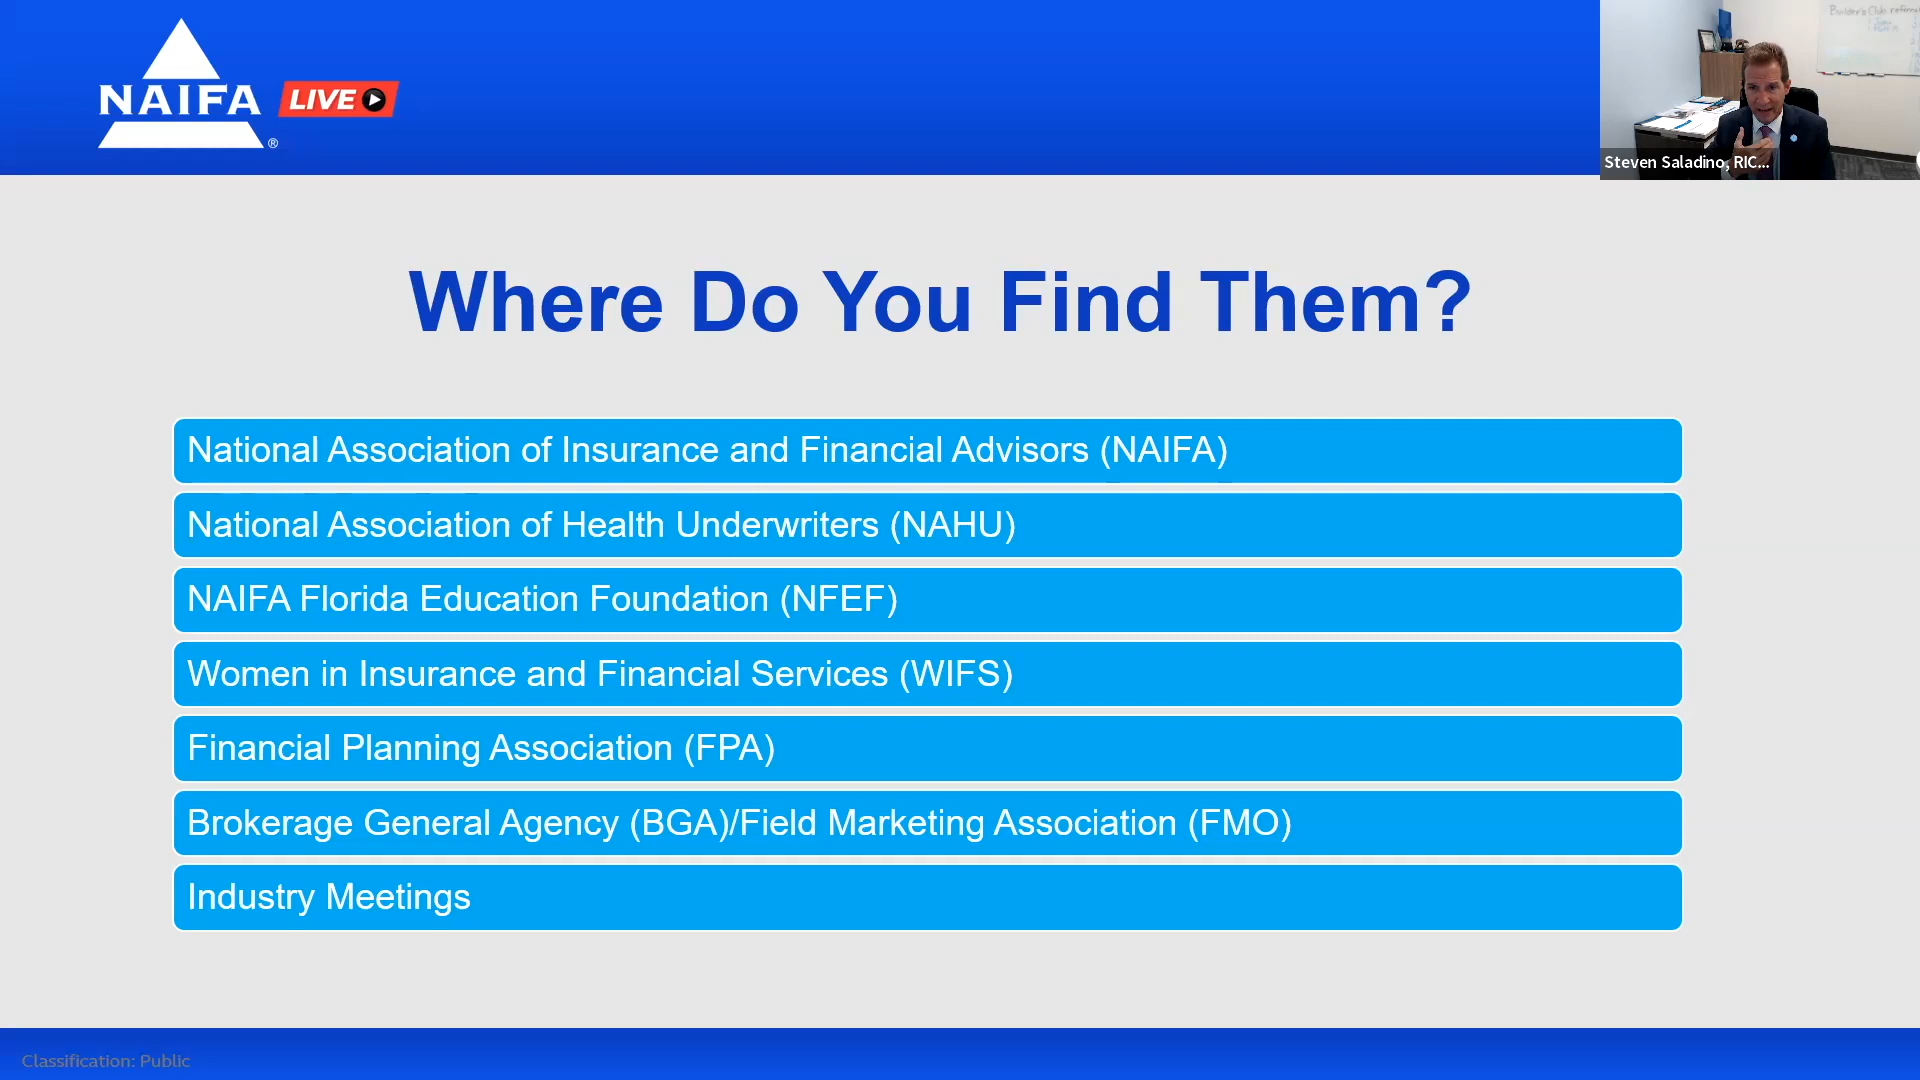 NAIFA
LIVE
®
Builder's Club
Steven Saladino, RIC...
Where Do You Find Them?
National Association of Insurance and Financial Advisors (NAIFA)
National Association of Health Underwriters (NAHU)
NAIFA Florida Education Foundation (NFEF)
Women in Insurance and Financial Services (WIFS)
Financial Planning Association (FPA)
Brokerage General Agency (BGA)/Field Marketing Association (FMO)
Industry Meetings
Classification: Public